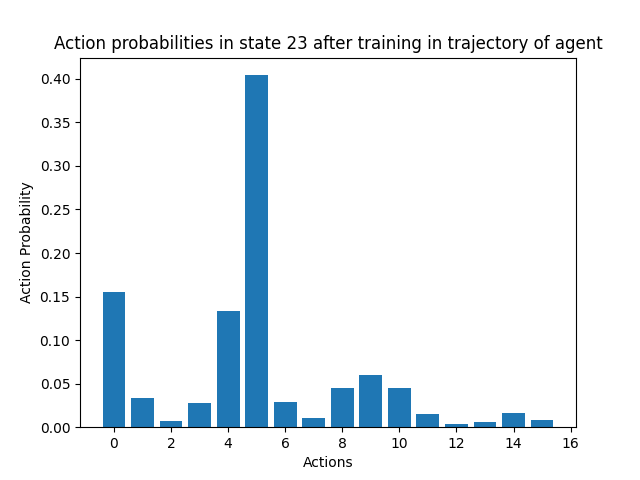 Action probabilities in state 23 after training in trajectory of agent
0.40
0.35
0.30
0.25
0.20
0.15
0.10
0.05
0.00
Action Probability
0 2 4 6 8 10 12 14 16
Actions